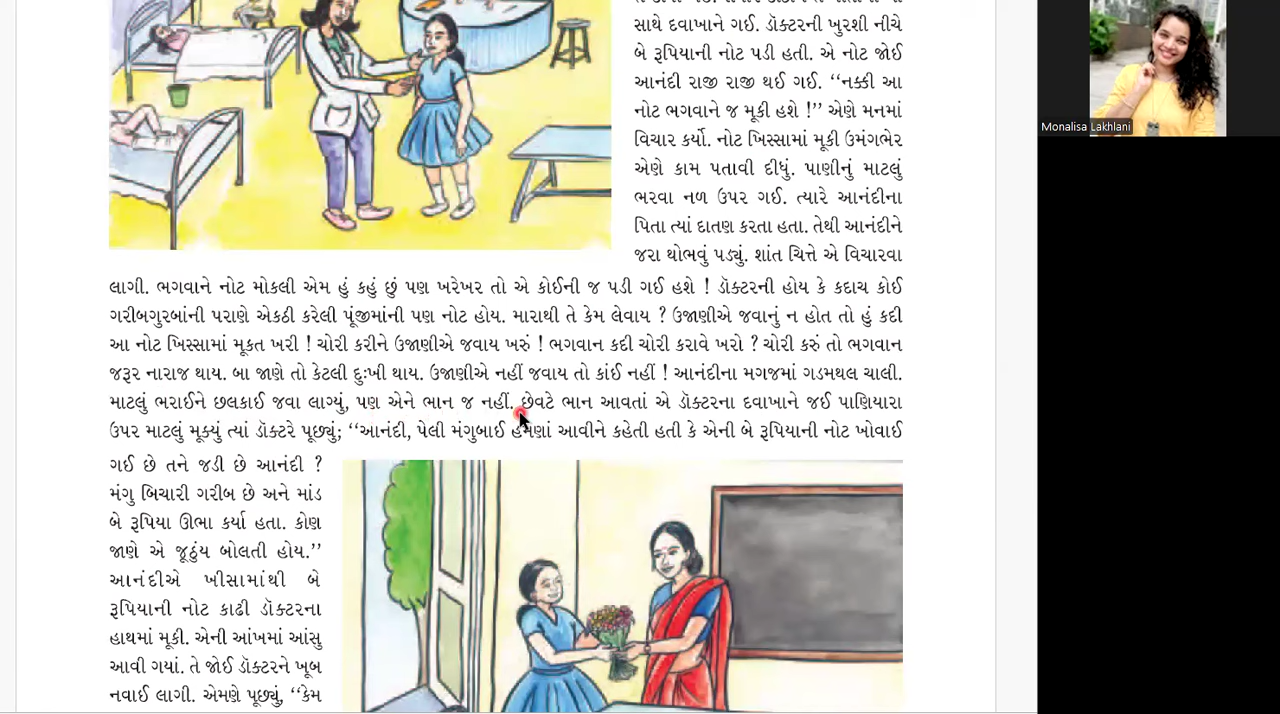 સાથે દવાખાને ગઈ. ડૉક્ટરની ખુરશી નીચે
બે રૂપિયાની નોટ પડી હતી. એ નોટ જોઈ
આનંદી રાજી રાજી થઈ ગઈ. ‘‘નક્કી આ
નોટ ભગવાને જ મૂકી હશે !’’ એણે મનમાં
વિચાર કર્યો. નોટ ખિસ્સામાં મૂકી ઉમંગભેર
એણે કામ પતાવી દીધું. પાણીનું માટલું
ભરવા નળ ઉપર ગઈ. ત્યારે આનંદીના
પિતા ત્યાં દાતણ કરતા હતા. તેથી આનંદીને
જરા થોભવું પડ્યું. શાંત ચિત્તે એ વિચારવા
લાગી. ભગવાને નોટ મોકલી એમ હું કહું છું પણ ખરેખર તો એ કોઈની જ પડી ગઈ હશે ! ડૉક્ટરની હોય કે કદાચ કોઈ
ગરીબગુરબાંની પરાણે એકઠી કરેલી પૂંજીમાંની પણ નોટ હોય. મારાથી તે કેમ લેવાય ? ઉજાણીએ જવાનું ન હોત તો હું કદી
આ નોટ ખિસ્સામાં મૂકત ખરી ! ચોરી કરીને ઉજાણીએ જવાય ખરું ! ભગવાન કદી ચોરી કરાવે ખરો ? ચોરી કરું તો ભગવાન
જરૂર નારાજ થાય. બા જાણે તો કેટલી દુઃખી થાય. ઉજાણીએ નહીં જવાય તો કાંઈ નહીં ! આનંદીના મગજમાં ગડમથલ ચાલી.
માટલું ભરાઈને છલકાઈ જવા લાગ્યું, પણ એને ભાન જ નહીં. છેવટે ભાન આવતાં એ ડૉક્ટરના દવાખાને જઈ પાણિયારા
ઉપર માટલું મૂક્યું ત્યાં ડૉક્ટરે પૂછ્યું; ‘‘આનંદી, પેલી મંગુબાઈ હમણાં આવીને કહેતી હતી કે એની બે રૂપિયાની નોટ ખોવાઈ
ગઈ છે તને જડી છે આનંદી ?
મંગુ બિચારી ગરીબ છે અને માંડ
બે રૂપિયા ઊભા કર્યા હતા. કોણ
જાણે એ જૂઠુંય બોલતી હોય.’’
આનંદીએ ખીસામાંથી બે
રૂપિયાની નોટ કાઢી ડૉક્ટરના
હાથમાં મૂકી. એની આંખમાં આંસુ
આવી ગયાં. તે જોઈ ડૉક્ટરને ખૂબ
નવાઈ લાગી. એમણે પૂછ્યું, ‘‘કેમ
Monalisa Lakhlani